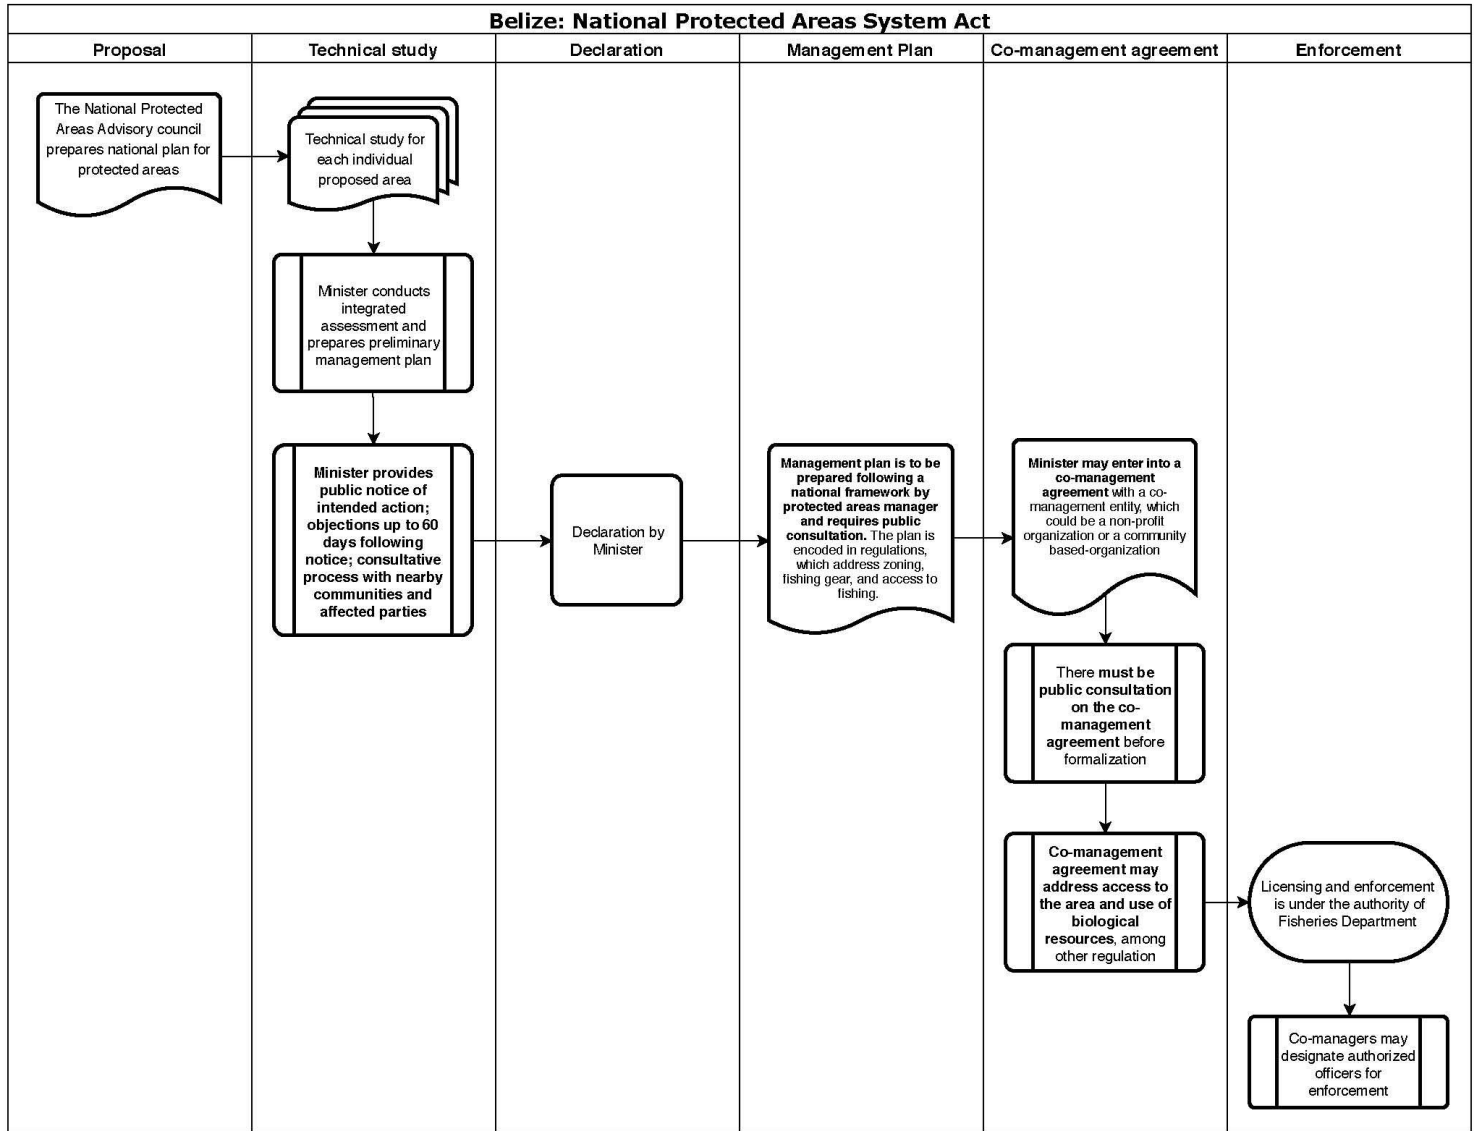 Belize: National Protected Areas System Act
Proposal
Technical study
Declaration
Management Plan
Co-management agreement
Enforcement
The National Protected
Areas Advisory council
prepares national plan for
protected areas
Technical study for
each individual
proposed area
Minister conducts
integrated
assessment and
prepares preliminary
management plan
Minister provides
public notice of
intended action;
objections up to 60
days following
notice; consultative
process with nearby
communities and
affected parties
Declaration by
Minister
Management plan is to be
prepared following a
national framework by
protected areas manager
and requires public
consultation. The plan is
encoded in regulations,
which address zoning,
fishing gear, and access to
fishing.
Minister may enter into a
co-management
agreement with a co-
management entity, which
could be a non-profit
organization or a community
based-organization
There must be
public consultation
on the co-
management
agreement before
formalization
Co-management
agreement may
address access to
the area and use of
biological
resources, among
other regulation
Licensing and enforcement
is under the authority of
Fisheries Department
Co-managers may
designate authorized
officers for
enforcement